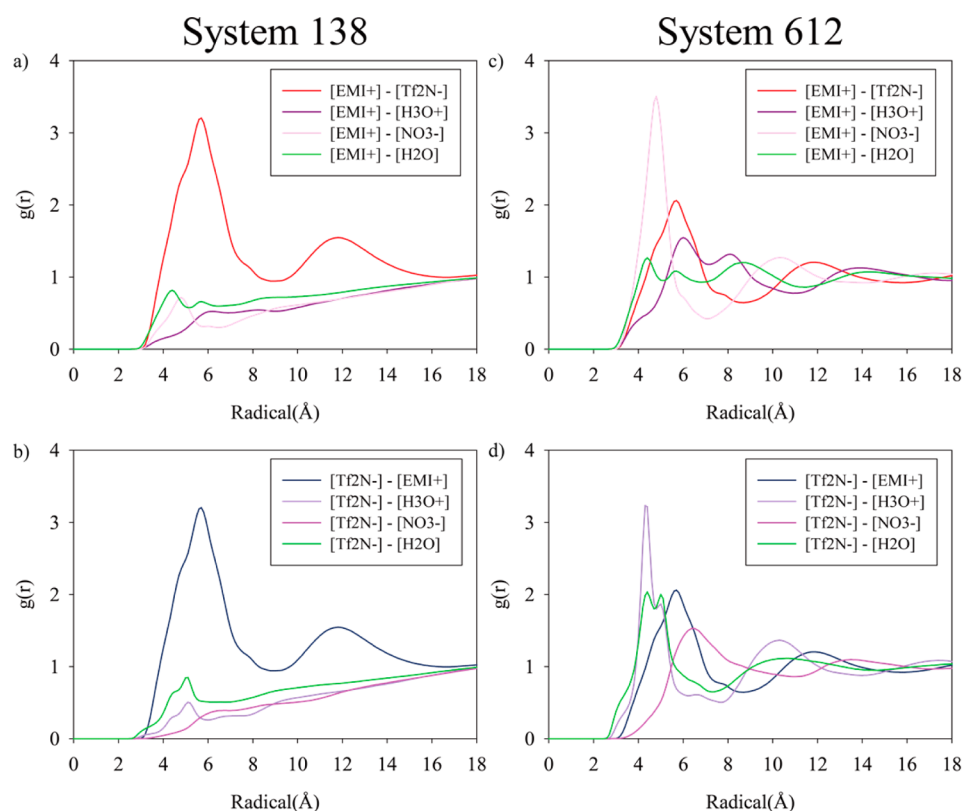 System 138
System 612
a)
4
3
2
1
0
g(r)
[EMI+] - [Tf2N-]
[EMI+] - [H3O+]
[EMI+] - [NO3-]
[EMI+] - [H2O]
0 2 4 6 8 10 12 14 16 18
Radical(Å)
c)
4
3
2
1
0
g(r)
[EMI+] - [Tf2N-]
[EMI+] - [H3O+]
[EMI+] - [NO3-]
[EMI+] - [H2O]
0 2 4 6 8 10 12 14 16 18
Radical(Å)
b)
4
3
2
1
0
g(r)
[Tf2N-] - [EMI+]
[Tf2N-] - [H3O+]
[Tf2N-] - [NO3-]
[Tf2N-] - [H2O]
0 2 4 6 8 10 12 14 16 18
Radical(Å)
d)
4
3
2
1
0
g(r)
[Tf2N-] - [EMI+]
[Tf2N-] - [H3O+]
[Tf2N-] - [NO3-]
[Tf2N-] - [H2O]
0 2 4 6 8 10 12 14 16 18
Radical(Å)